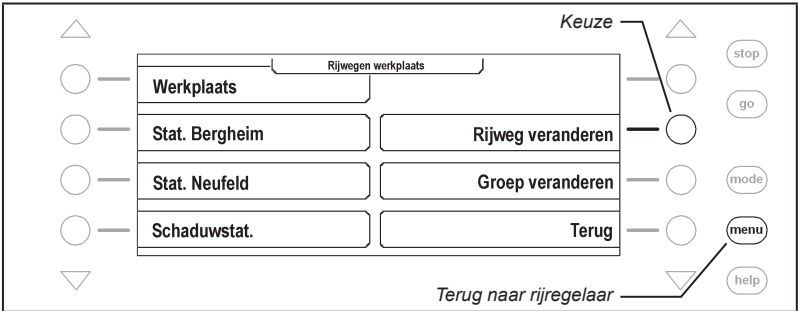 Keuze
stop
Rijwegen werkplaats
Werkplaats
go
Stat. Bergheim
Rijweg veranderen
Stat. Neufeld
Groep veranderen
mode
Schaduwstat.
Terug
menu
help
Terug naar rijregelaar